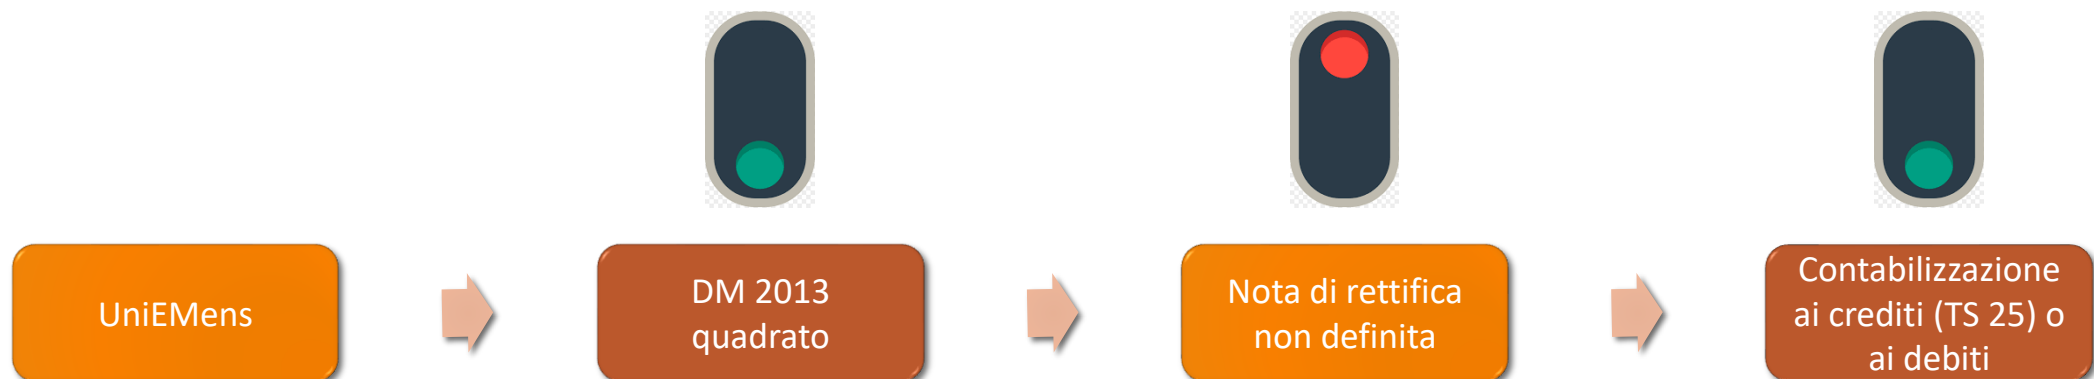 UniEMens
DM 2013
quadrato
Nota di rettifica
non definita
Contabilizzazione
ai crediti (TS 25) o
ai debiti